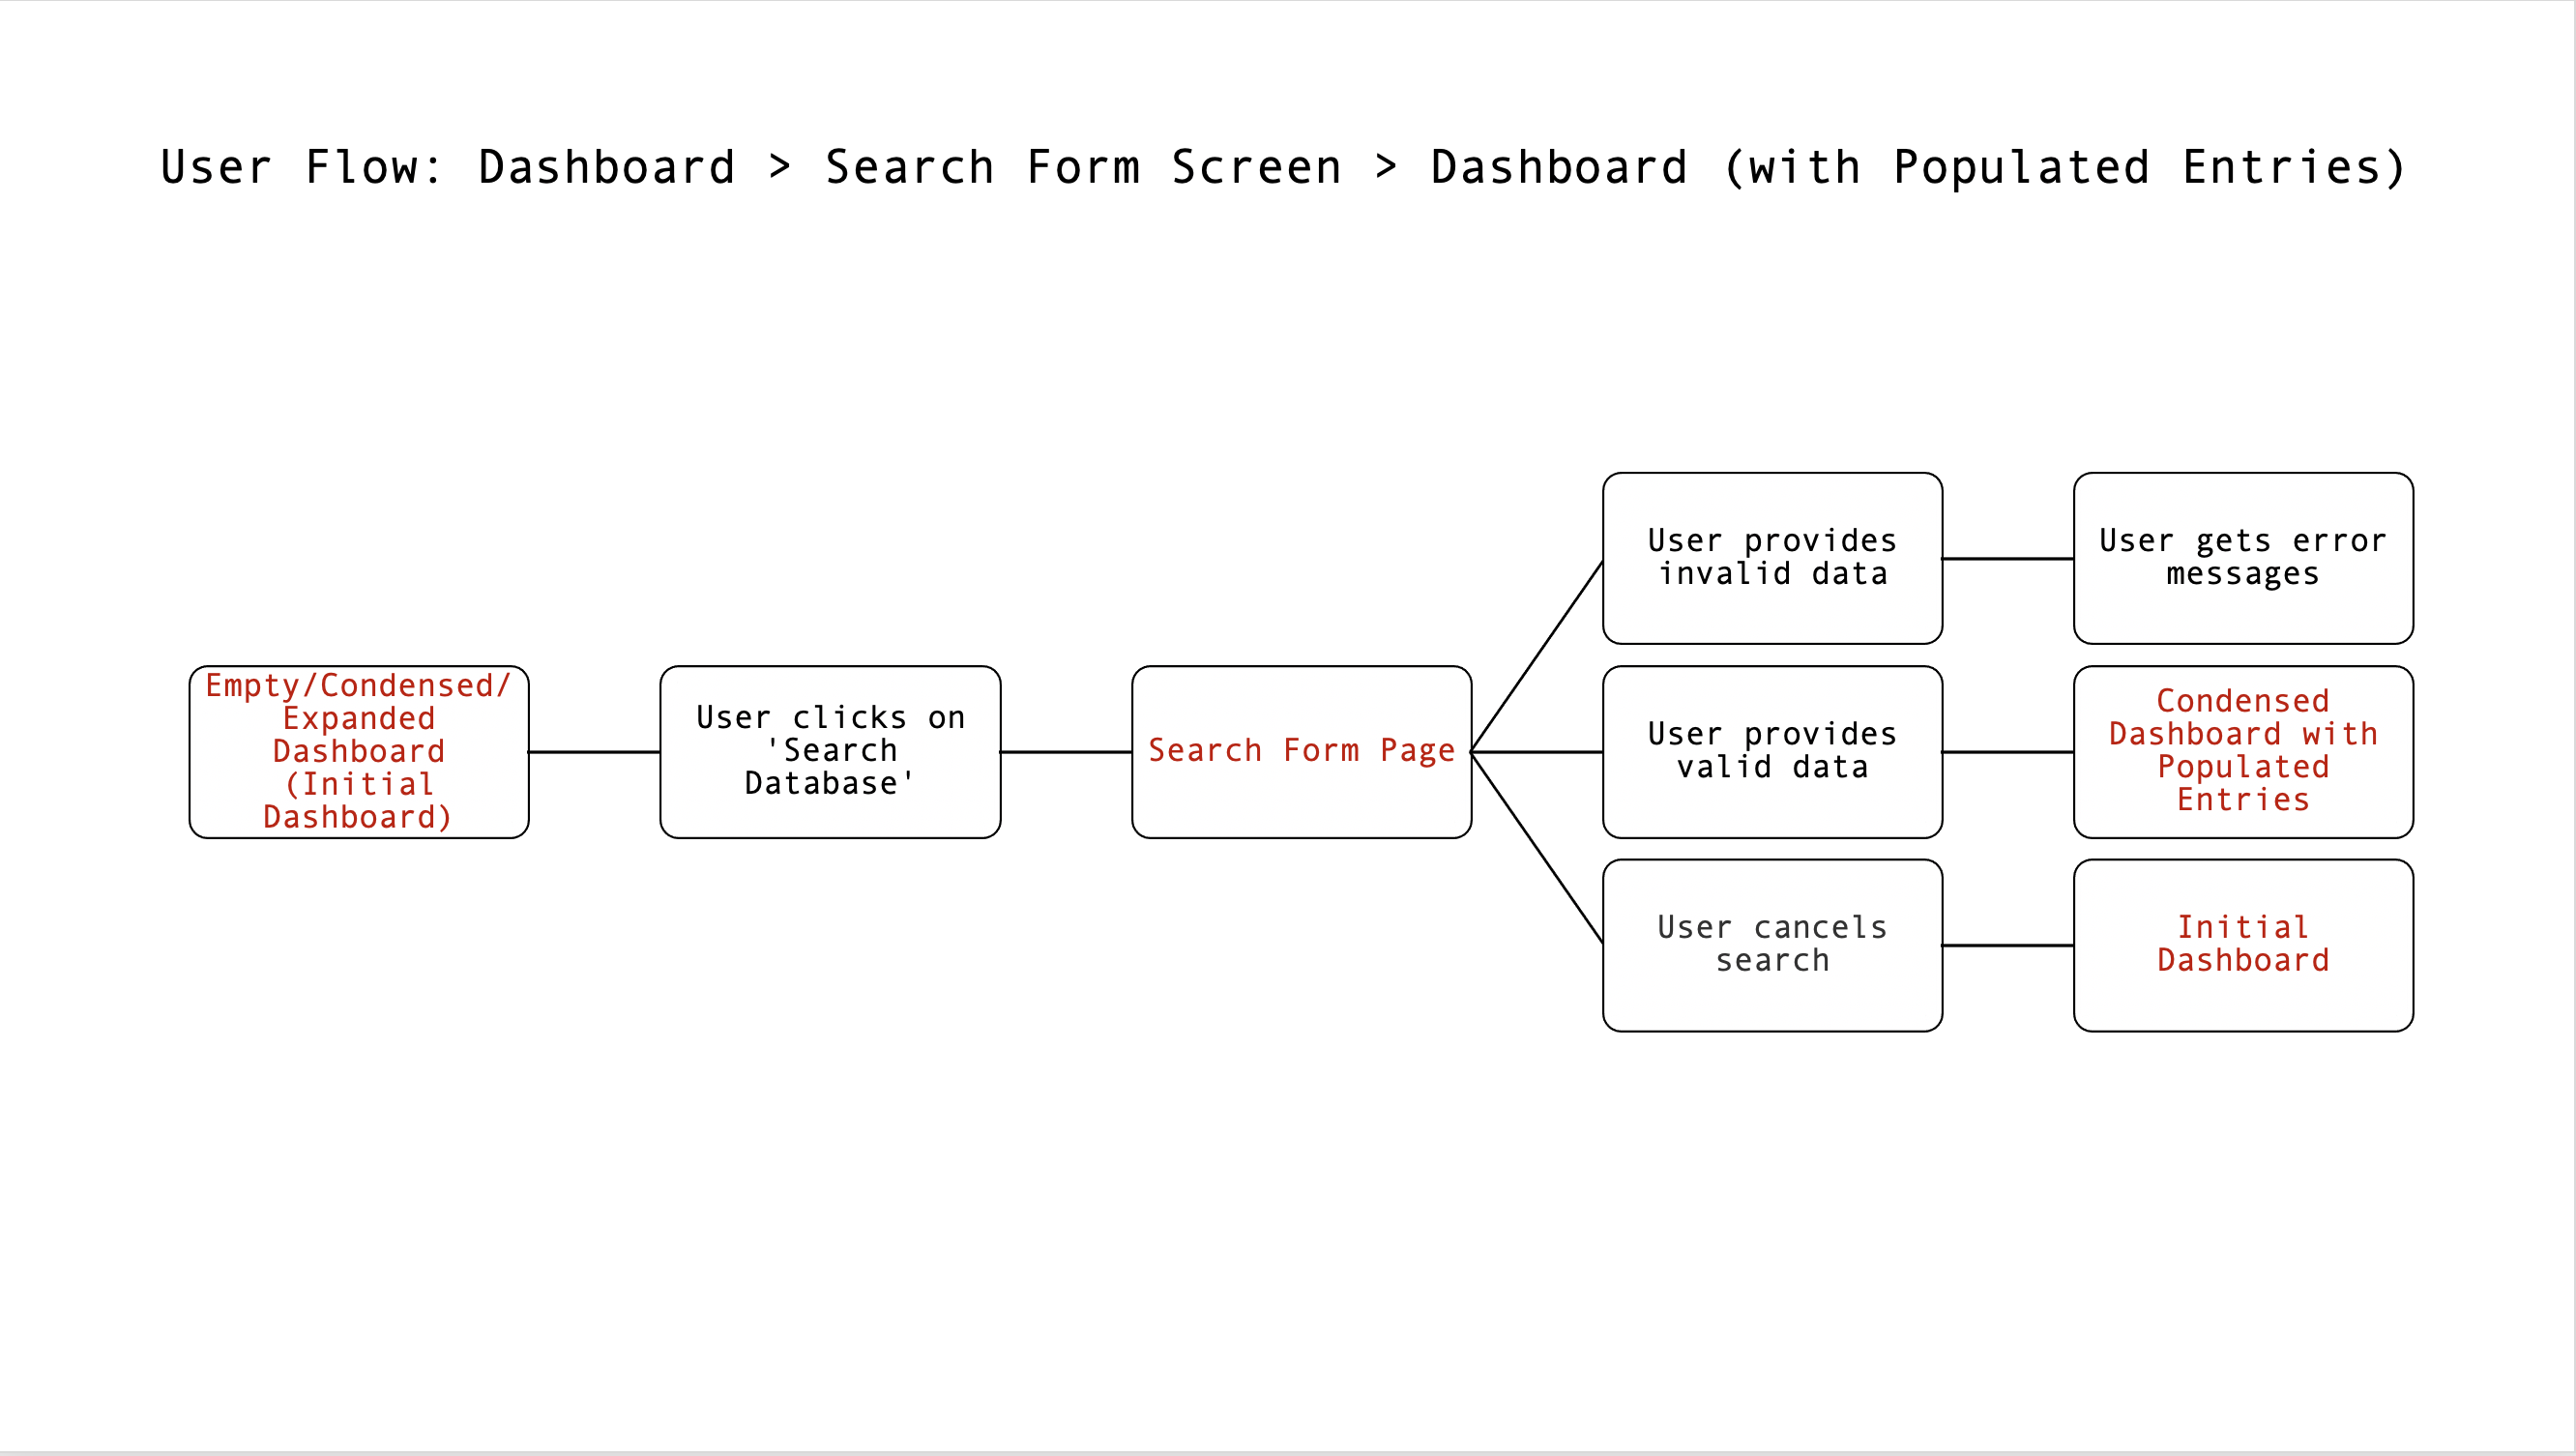 User Flow: Dashboard > Search Form Screen > Dashboard (with Populated Entries)
Empty/Condensed/
Expanded
Dashboard
(Initial
Dashboard)
User clicks on
'Search
Database'
Search Form Page
User provides
invalid data
User gets error
messages
User provides
valid data
Condensed
Dashboard with
Populated
Entries
User cancels
search
Initial
Dashboard